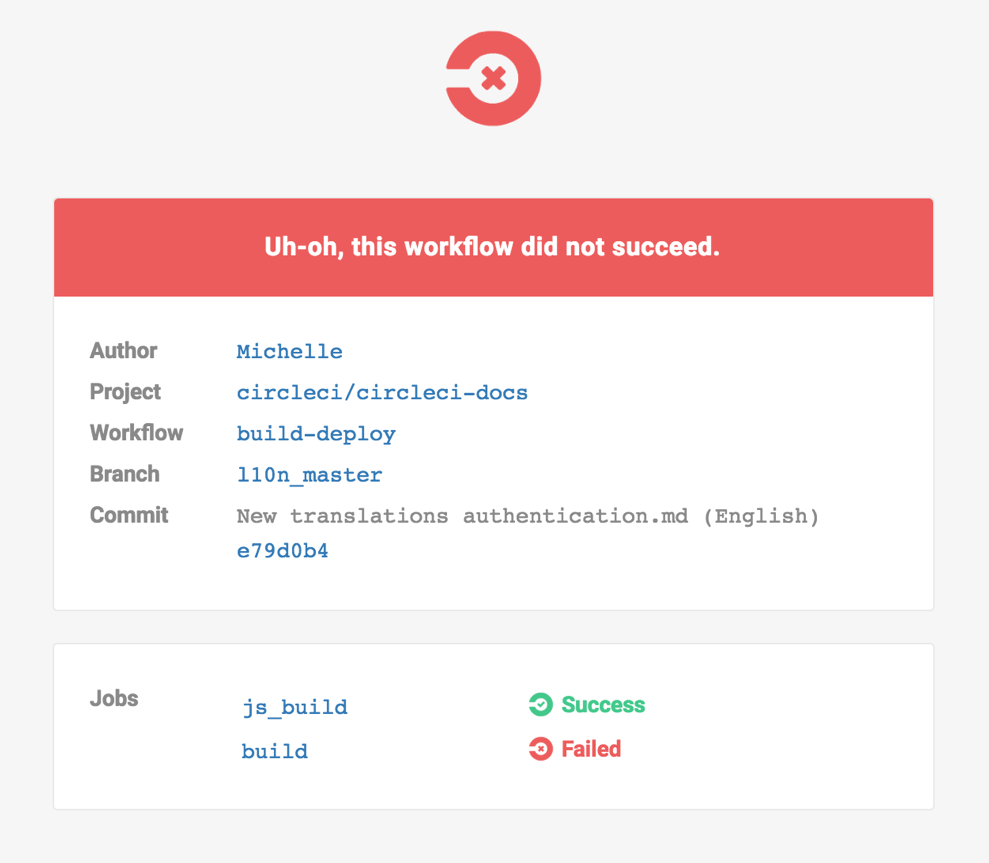 Uh-oh, this workflow did not succeed.
Author Michelle
Project circleci/circleci-docs
Workflow build-deploy
Branch l10n_master
Commit New translations authentication.md (English)
e79d0b4
Jobs js_build Success
build Failed